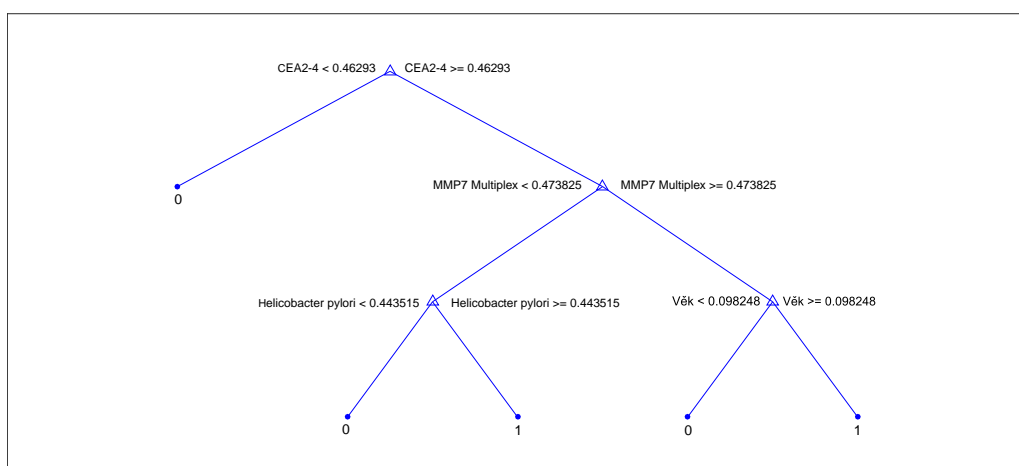 CEA2-4 < 0.46293 CEA2-4 >= 0.46293
0
MMP7 Multiplex < 0.473825 MMP7 Multiplex >= 0.473825
Helicobacter pylori < 0.443515 Helicobacter pylori >= 0.443515 Věk < 0.098248 Věk >= 0.098248
0 1 0 1